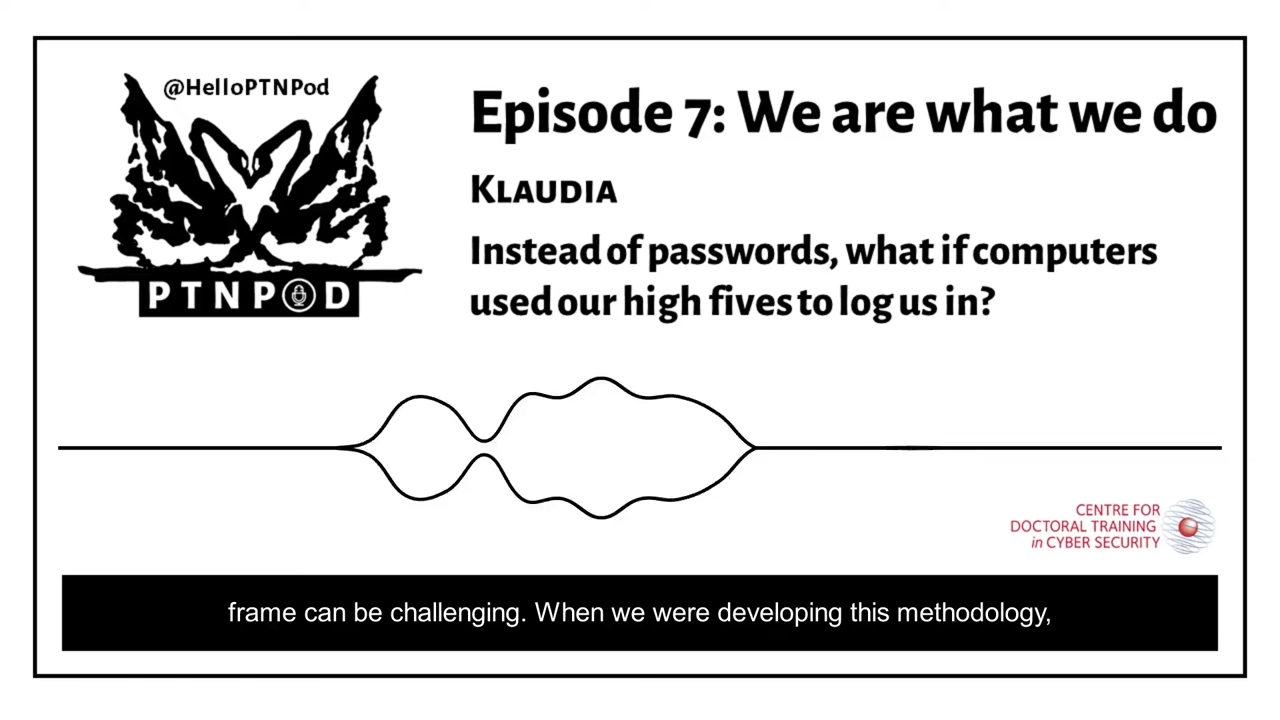 @HelloPTNPod
PTNPOD
Episode 7: We are what we do
KLAUDIA
Instead of passwords, what if computers
used our high fives to log us in?
CENTRE FOR
DOCTORAL TRAINING
in CYBER SECURITY
frame can be challenging. When we were developing this methodology,